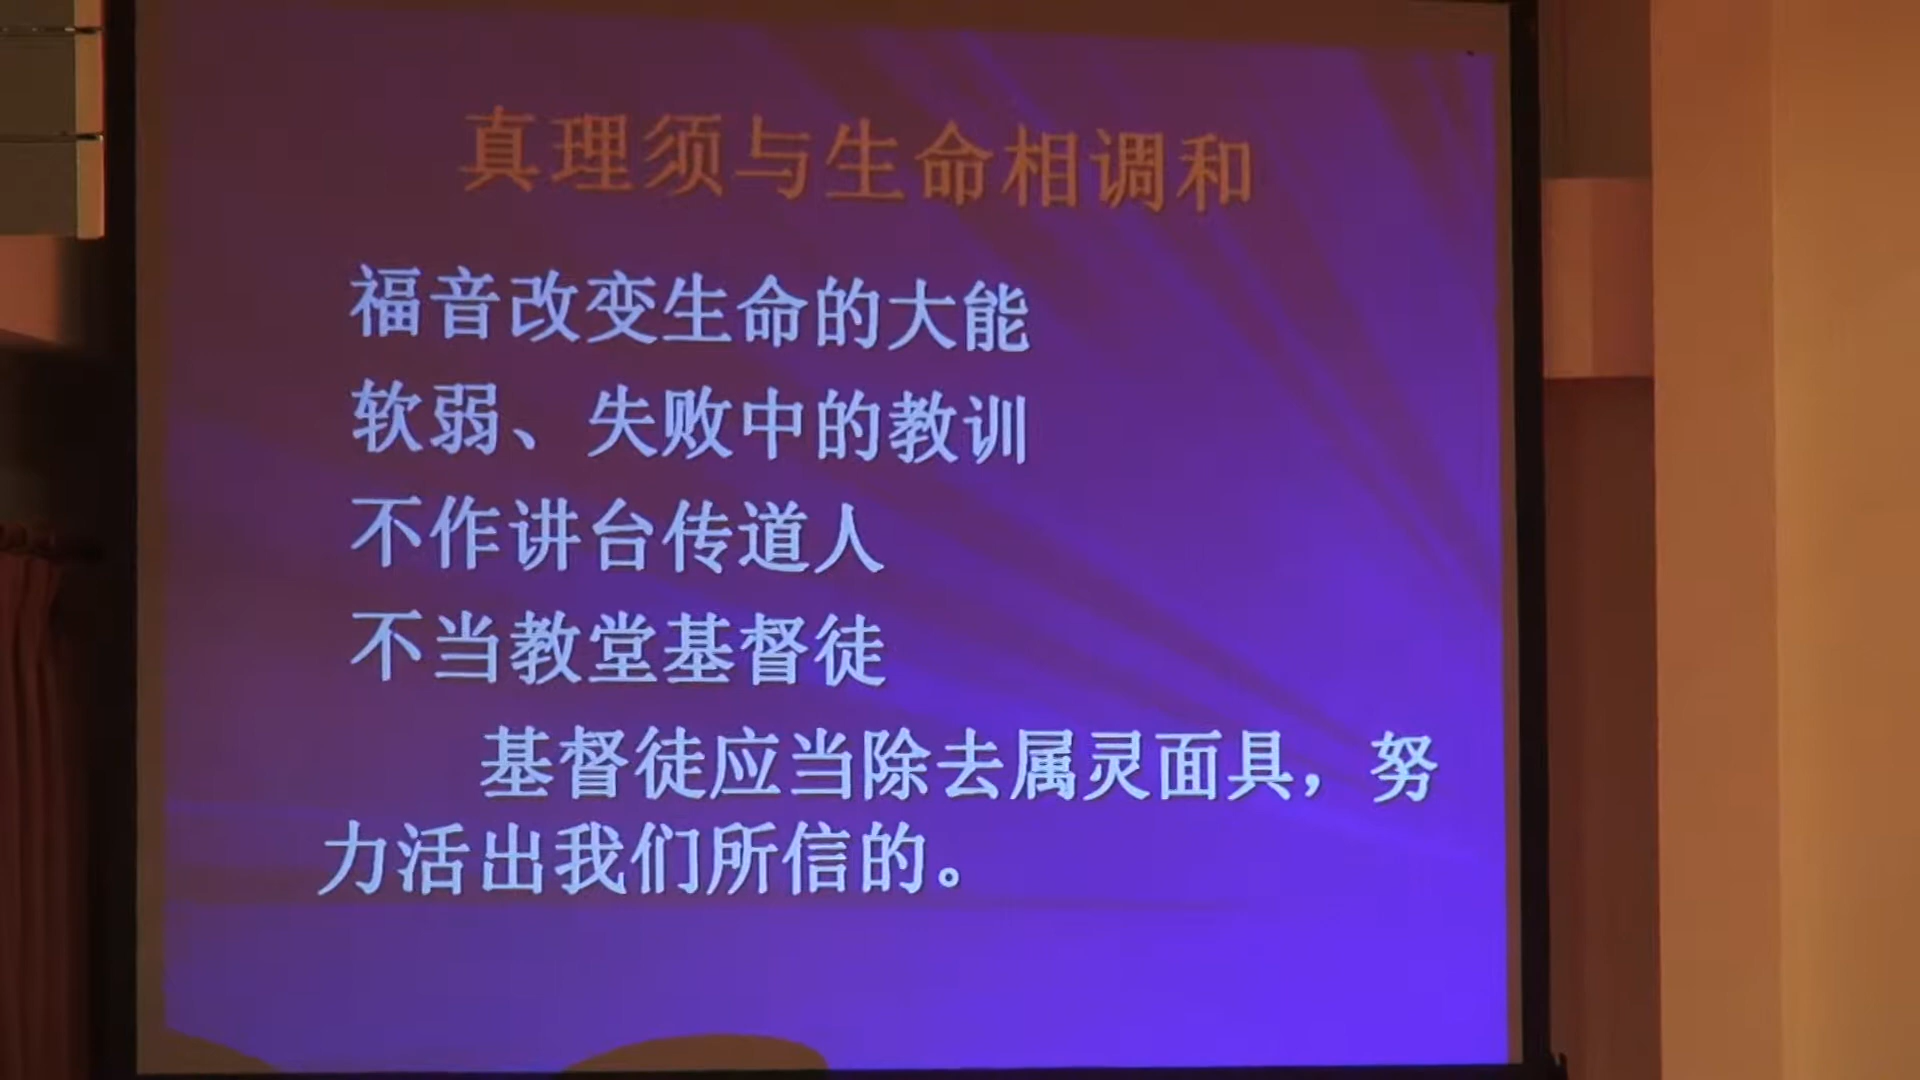 真理须与生命相调和
福音改变生命的大能
软弱、失败中的教训
不作讲台传道人
不当教堂基督徒
基督徒应当除去属灵面具，努
力活出我们所信的。